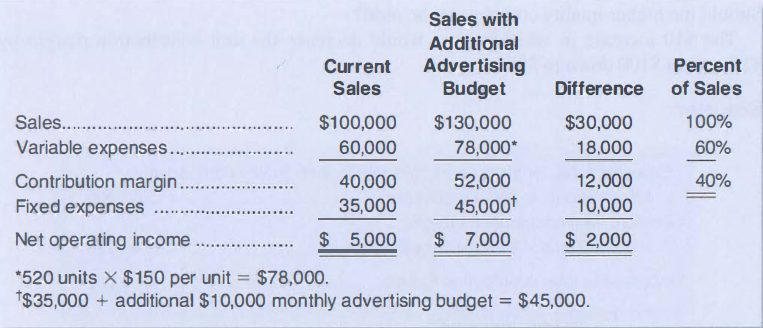 Sales with
Additional
Current Advertising Percent
Sales Budget Difference of Sales
Sales.......................................... $100,000 $130,000 $30,000 100%
Variable expenses...................... 60,000 78,000* 18,000 60%
Contribution margin.................... 40,000 52,000 12,000 40%
Fixed expenses .......................... 35,000 45,000† 10,000
Net operating income ................. $ 5,000 $ 7,000 $ 2,000
*520 units × $150 per unit = $78,000.
†$35,000 + additional $10,000 monthly advertising budget = $45,000.